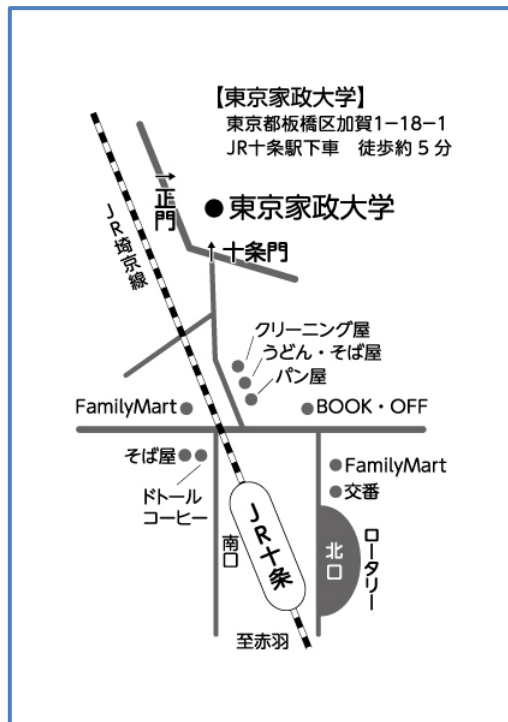 【東京家政大学】
東京都板橋区加賀1−18−1
JR十条駅下車 徒歩約5分
→
正門
●東京家政大学
↑十条門
JR埼京線
クリーニング屋
うどん・そば屋
パン屋
FamilyMart
BOOK・OFF
そば屋
ドトール
コーヒー
FamilyMart
交番
JR十条
南口
北口
ロータリー
至赤羽